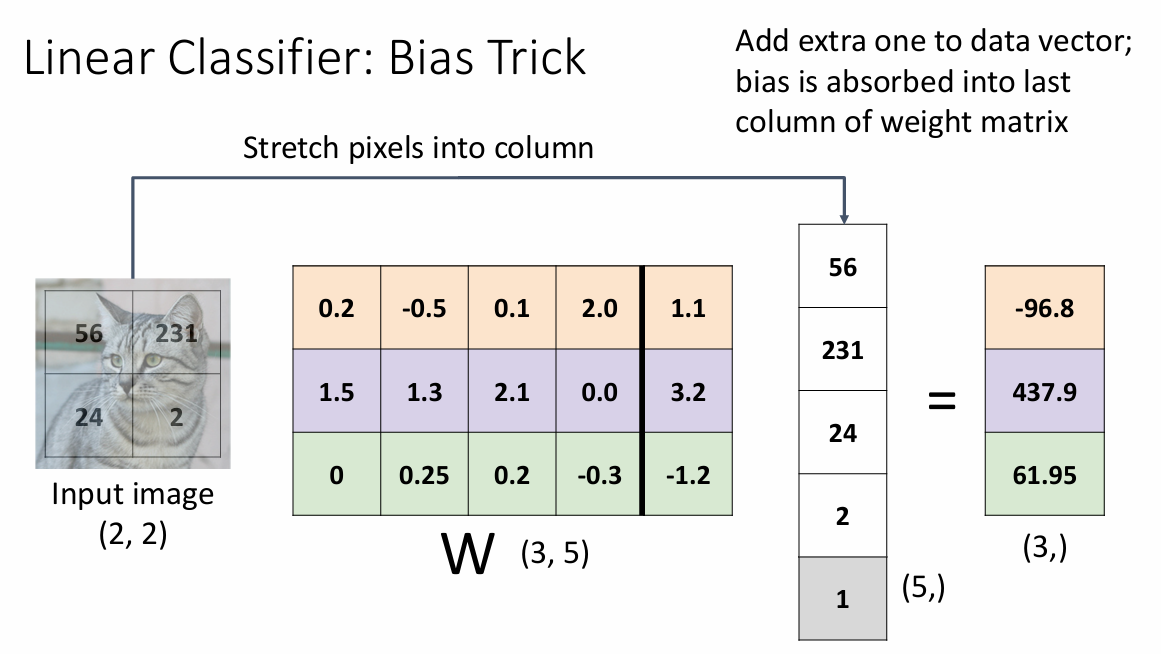 Linear Classifier: Bias Trick
Add extra one to data vector;
bias is absorbed into last
column of weight matrix
Stretch pixels into column
56 231
24 2
Input image
(2, 2)
0.2 -0.5 0.1 2.0 1.1
1.5 1.3 2.1 0.0 3.2
0 0.25 0.2 -0.3 -1.2
W (3, 5)
56
231
24
2
1
(5,)
=
-96.8
437.9
61.95
(3,)